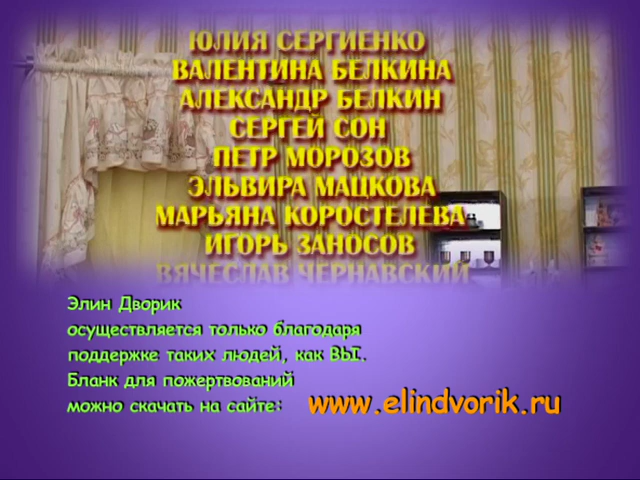 ЮЛИЯ СЕРГИЕНКО
ВАЛЕНТИНА БЕЛКИНА
АЛЕКСАНДР БЕЛКИН
СЕРГЕЙ СОН
ПЕТР МОРОЗОВ
ЭЛЬВИРА МАЦКОВА
МАРЬЯНА КОРОСТЕЛЕВА
ИГОРЬ ЗАНОСОВ
ВЯЧЕСЛАВ ЧЕРНАВСКИЙ
Элин Дворик
осуществляется только благодаря
поддержке таких людей, как ВЫ.
Бланк для пожертвований
можно скачать на сайте: www.elindvorik.ru